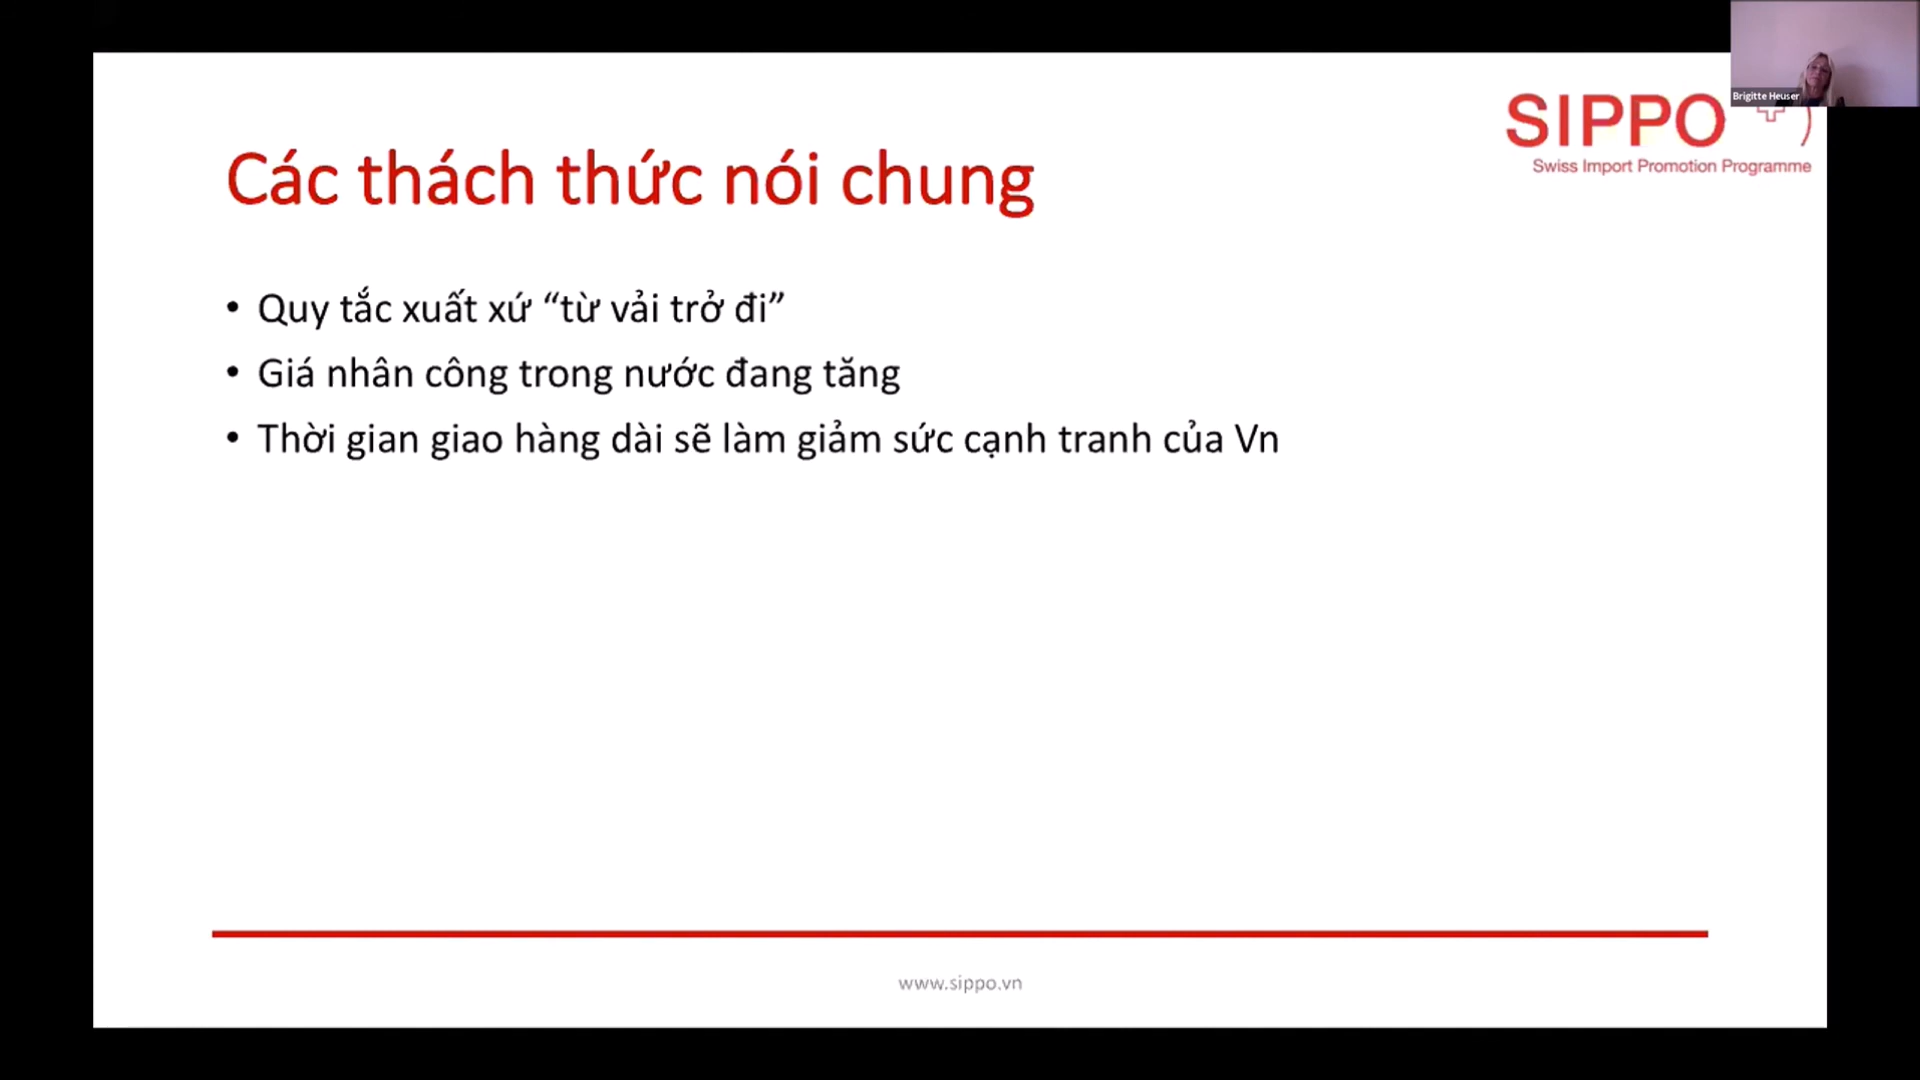 Brigitte Heuser
SIPPO
Swiss Import Promotion Programme
Các thách thức nói chung
• Quy tắc xuất xứ “từ vải trở đi”
• Giá nhân công trong nước đang tăng
• Thời gian giao hàng dài sẽ làm giảm sức cạnh tranh của Vn
www.sippo.vn